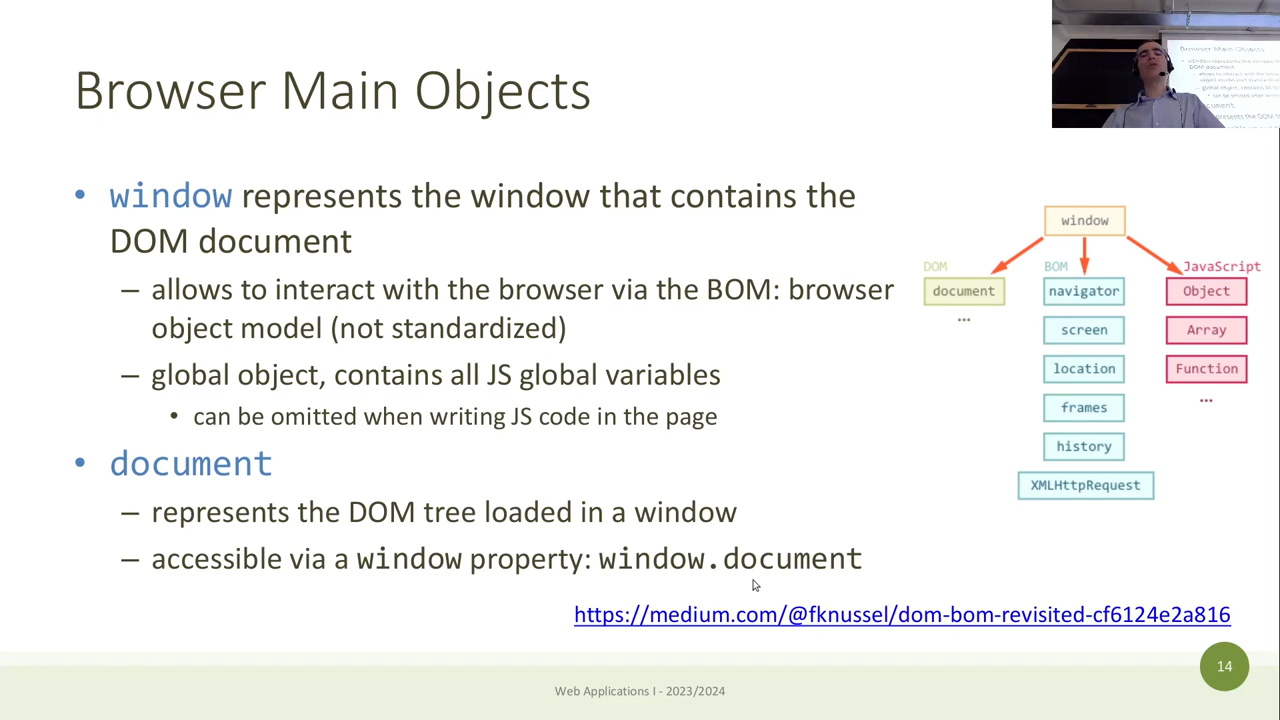 Browser Main Objects
• window represents the window that contains the
DOM document
– allows to interact with the browser via the BOM: browser
object model (not standardized)
– global object, contains all JS global variables
• can be omitted when writing JS code in the page
• document
– represents the DOM tree loaded in a window
– accessible via a window property: window.document
window
DOM
document
...
BOM
navigator
screen
location
frames
history
XMLHttpRequest
JavaScript
Object
Array
Function
...
https://medium.com/@fknussel/dom-bom-revisited-cf6124e2a816
Web Applications I - 2023/2024
14